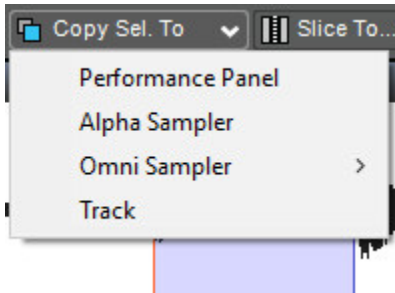 Copy Sel. To Slice To...
Performance Panel
Alpha Sampler
Omni Sampler
Track